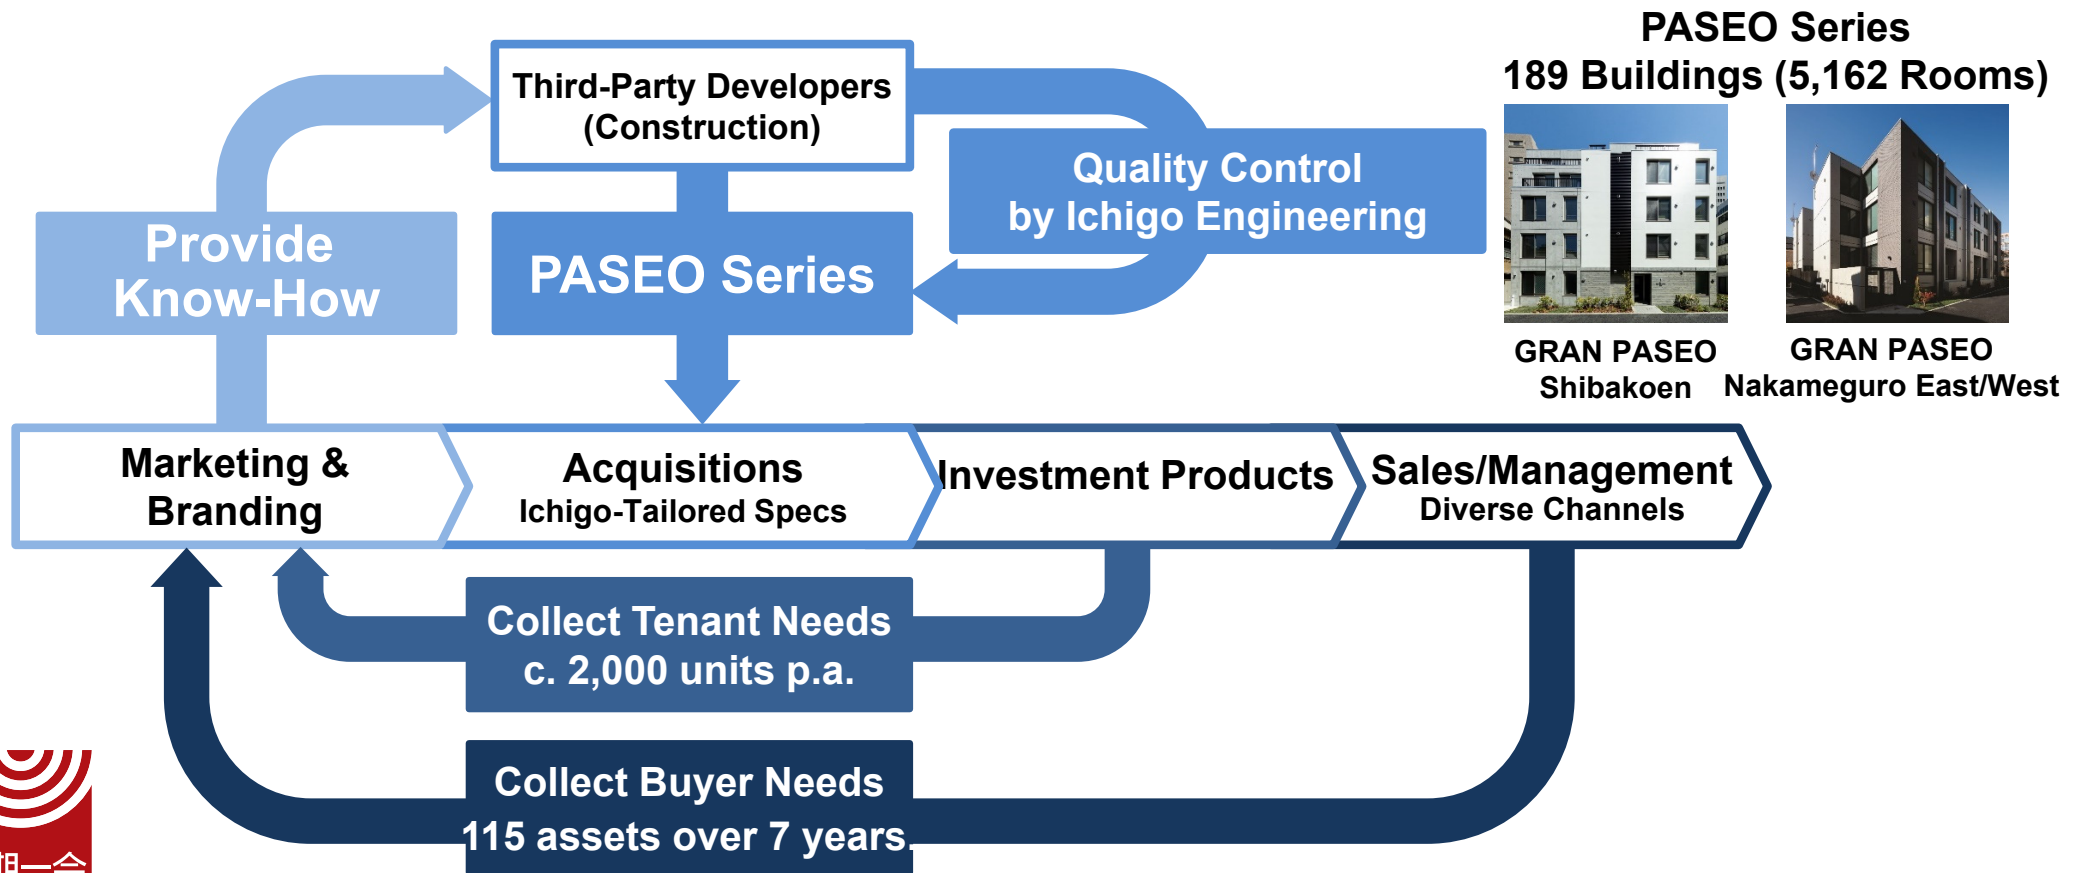 PASEO Series
189 Buildings (5,162 Rooms)
Third-Party Developers
(Construction)
Quality Control
by Ichigo Engineering
Provide
Know-How
PASEO Series
GRAN PASEO
Shibakoen
GRAN PASEO
Nakameguro East/West
Marketing &
Branding
Acquisitions
Ichigo-Tailored Specs
Investment Products
Sales/Management
Diverse Channels
Collect Tenant Needs
c. 2,000 units p.a.
Collect Buyer Needs
115 assets over 7 years.